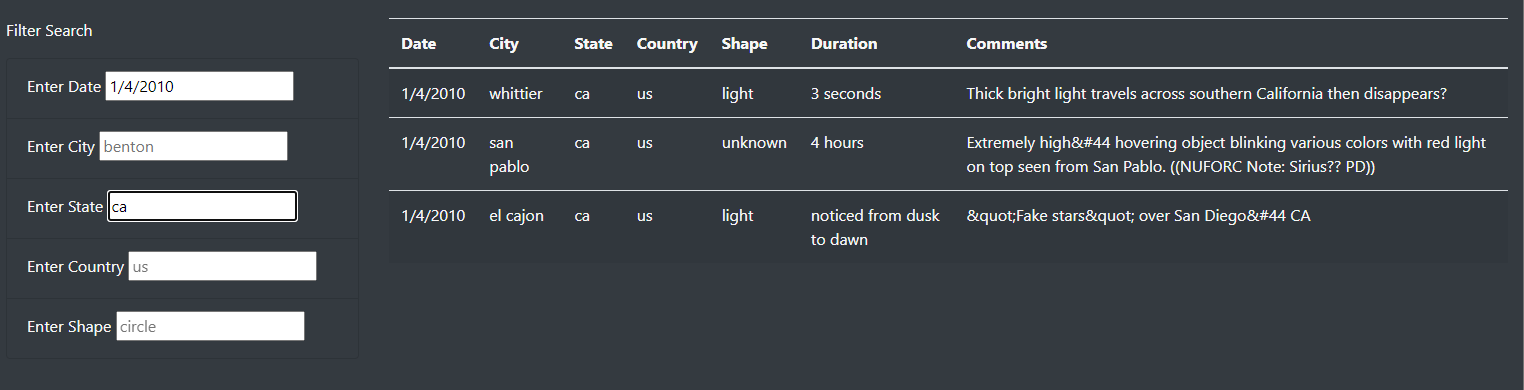 Filter Search
Enter Date 1/4/2010
Enter City benton
Enter State ca
Enter Country us
Enter Shape circle
Date City State Country Shape Duration Comments
1/4/2010 whittier ca us light 3 seconds Thick bright light travels across southern California then disappears?
1/4/2010 san ca us unknown 4 hours Extremely high&#44 hovering object blinking various colors with red light
pablo on top seen from San Pablo. ((NUFORC Note: Sirius?? PD))
1/4/2010 el cajon ca us light noticed from dusk &quot;Fake stars&quot; over San Diego&#44 CA
to dawn